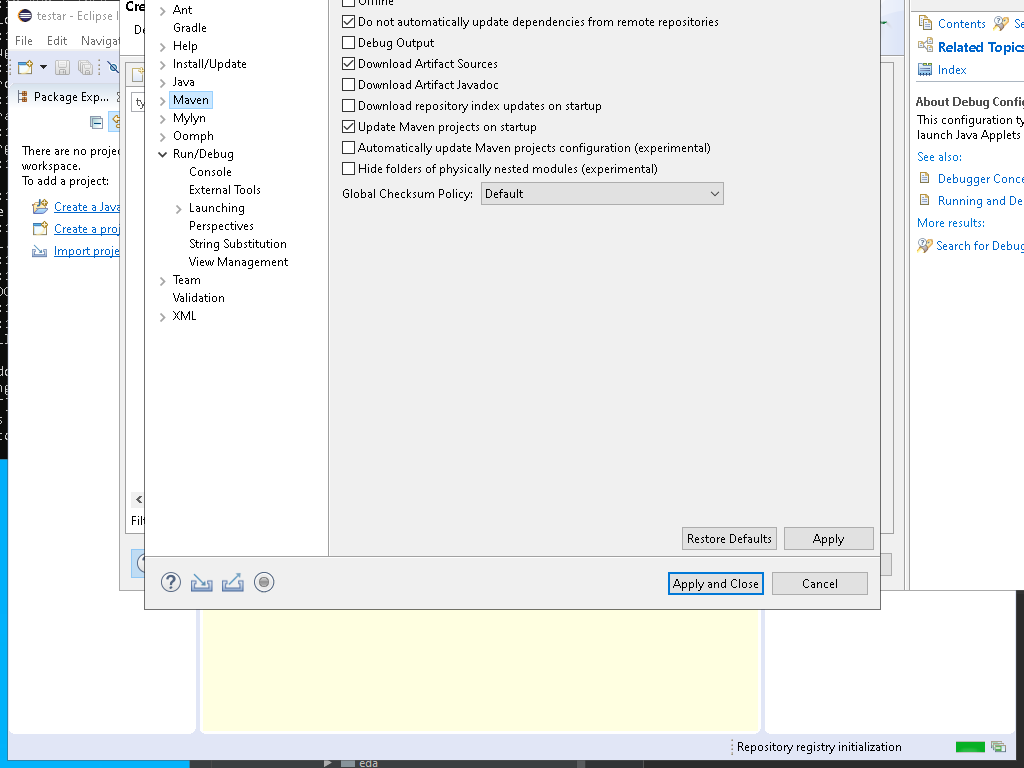 testar - Eclipse I
File
Edit
Navigat
Package Exp...
There are no proje
workspace.
To add a project:
Create a Java
Create a proj
Import proje
Cre
De
ty
Filt
Ant
Gradle
Help
Install/Update
Java
Maven
Mylyn
Oomph
Run/Debug
Console
External Tools
Launching
Perspectives
String Substitution
View Management
Team
Validation
XML
Offline
Do not automatically update dependencies from remote repositories
Debug Output
Download Artifact Sources
Download Artifact Javadoc
Download repository index updates on startup
Update Maven projects on startup
Automatically update Maven projects configuration (experimental)
Hide folders of physically nested modules (experimental)
Global Checksum Policy: Default
Restore Defaults
Apply
Apply and Close
Cancel
Contents
Se
Related Topics
Index
About Debug Config
This configuration ty
launch Java Applets
See also:
Debugger Conce
Running and De
More results:
Search for Debug
Repository registry initialization
eda